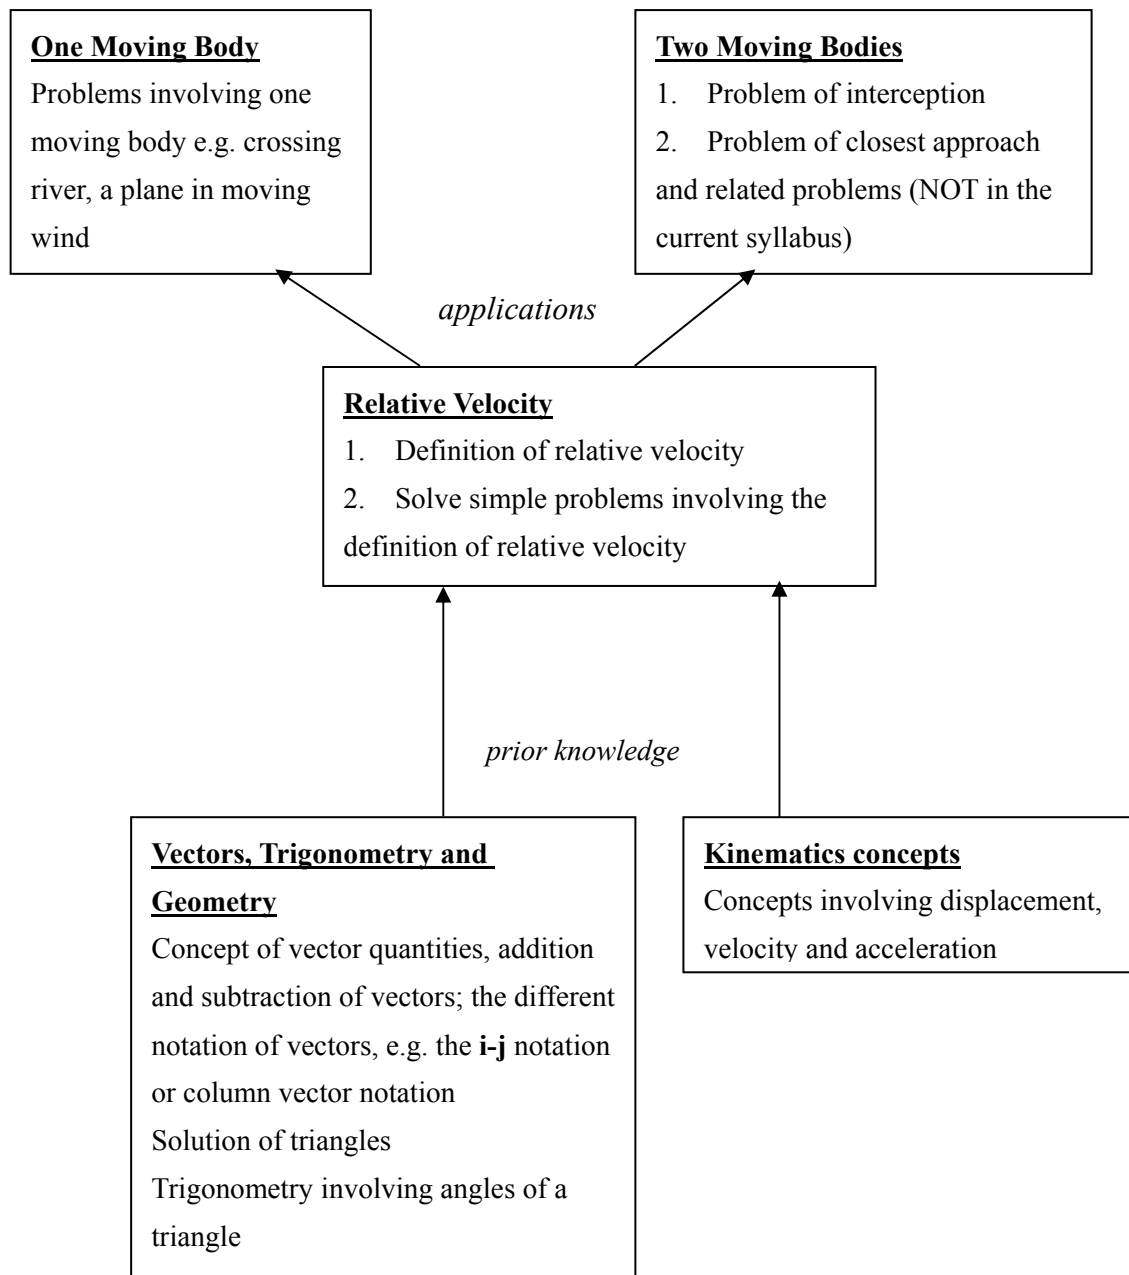 One Moving Body
Problems involving one
moving body e.g. crossing
river, a plane in moving
wind
Two Moving Bodies
1. Problem of interception
2. Problem of closest approach
and related problems (NOT in the
current syllabus)
applications
Relative Velocity
1. Definition of relative velocity
2. Solve simple problems involving the
definition of relative velocity
prior knowledge
Vectors, Trigonometry and
Geometry
Concept of vector quantities, addition
and subtraction of vectors; the different
notation of vectors, e.g. the i-j notation
or column vector notation
Solution of triangles
Trigonometry involving angles of a
triangle
Kinematics concepts
Concepts involving displacement,
velocity and acceleration